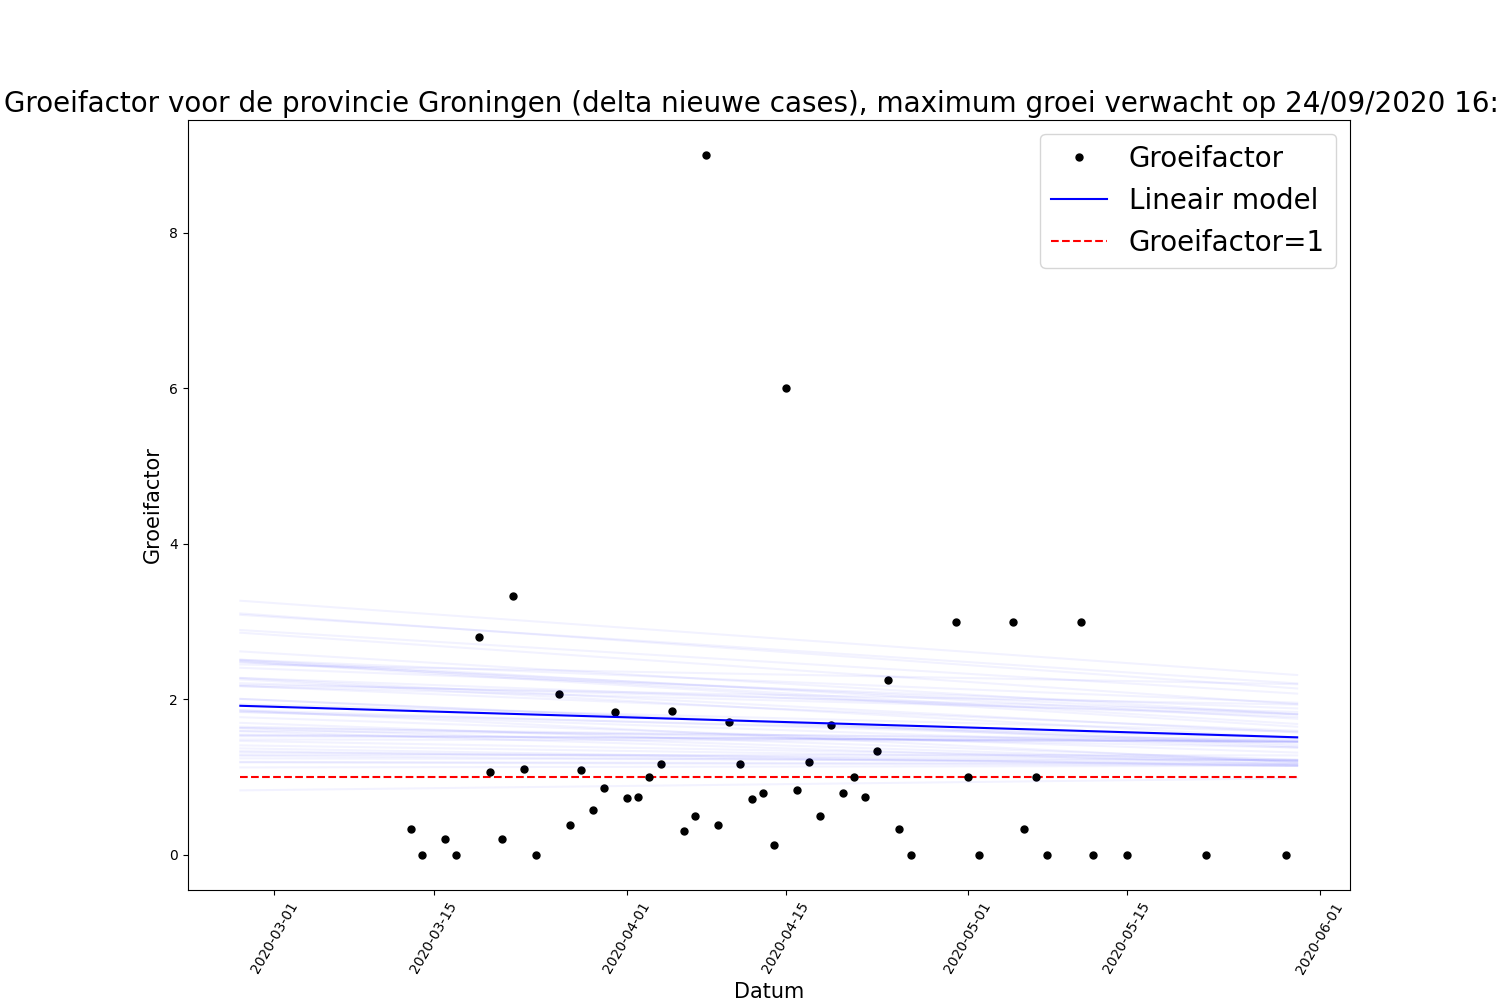 Groeifactor voor de provincie Groningen (delta nieuwe cases), maximum groei verwacht op 24/09/2020 16:
Groeifactor
Lineair model
Groeifactor=1
Groeifactor
8
6
4
2
0
2020-03-01
2020-03-15
2020-04-01
2020-04-15
2020-05-01
2020-05-15
2020-06-01
Datum